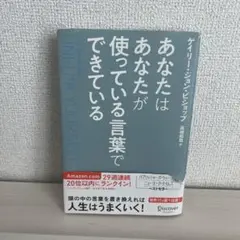 ゲイリー・ジョン・ビショップ
あなたは
あなたが
使っている言葉で
できている
Amazon.com
29週連続
20位以内にランクイン!
頭の中の言葉を書き換えれば
人生はうまくいく!